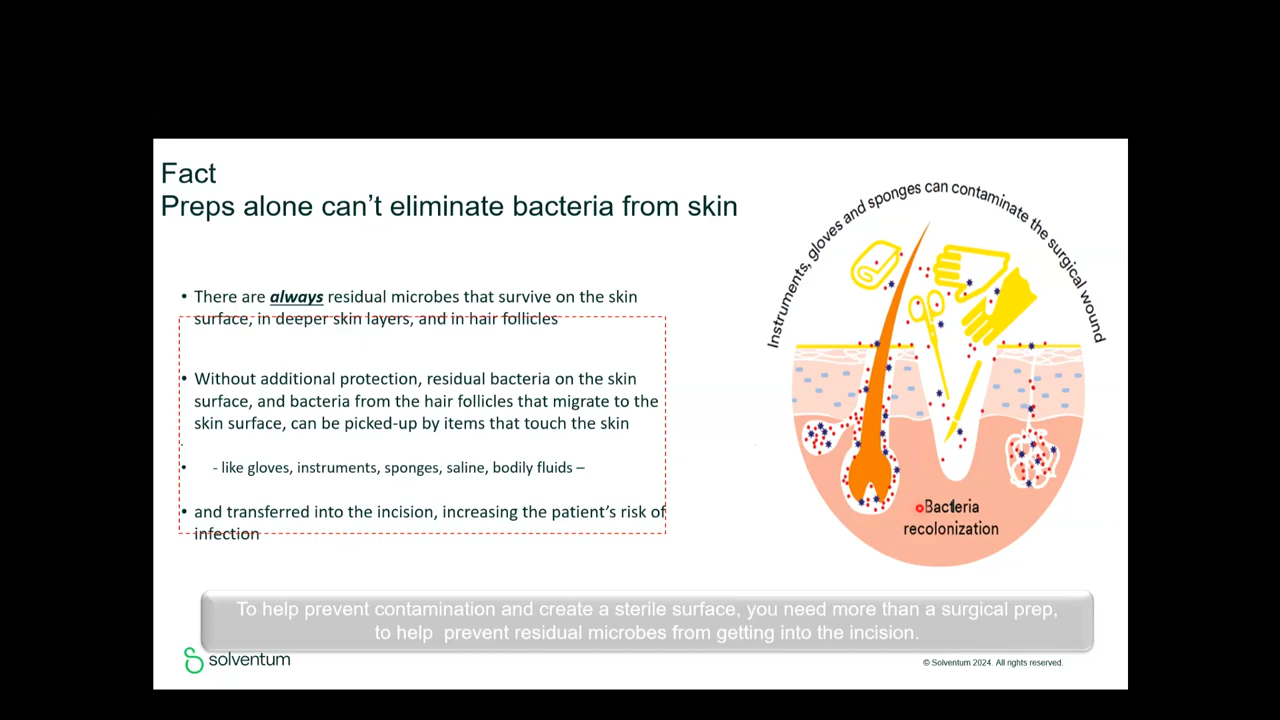 Fact
Preps alone can’t eliminate bacteria from skin
• There are always residual microbes that survive on the skin
surface, in deeper skin layers, and in hair follicles
• Without additional protection, residual bacteria on the skin
surface, and bacteria from the hair follicles that migrate to the
skin surface, can be picked-up by items that touch the skin
• - like gloves, instruments, sponges, saline, bodily fluids –
• and transferred into the incision, increasing the patient’s risk of
infection
Instruments, gloves and sponges can contaminate the surgical wound
Bacteria
recolonization
To help prevent contamination and create a sterile surface, you need more than a surgical prep,
to help prevent residual microbes from getting into the incision.
solventum
© Solventum 2024. All rights reserved.